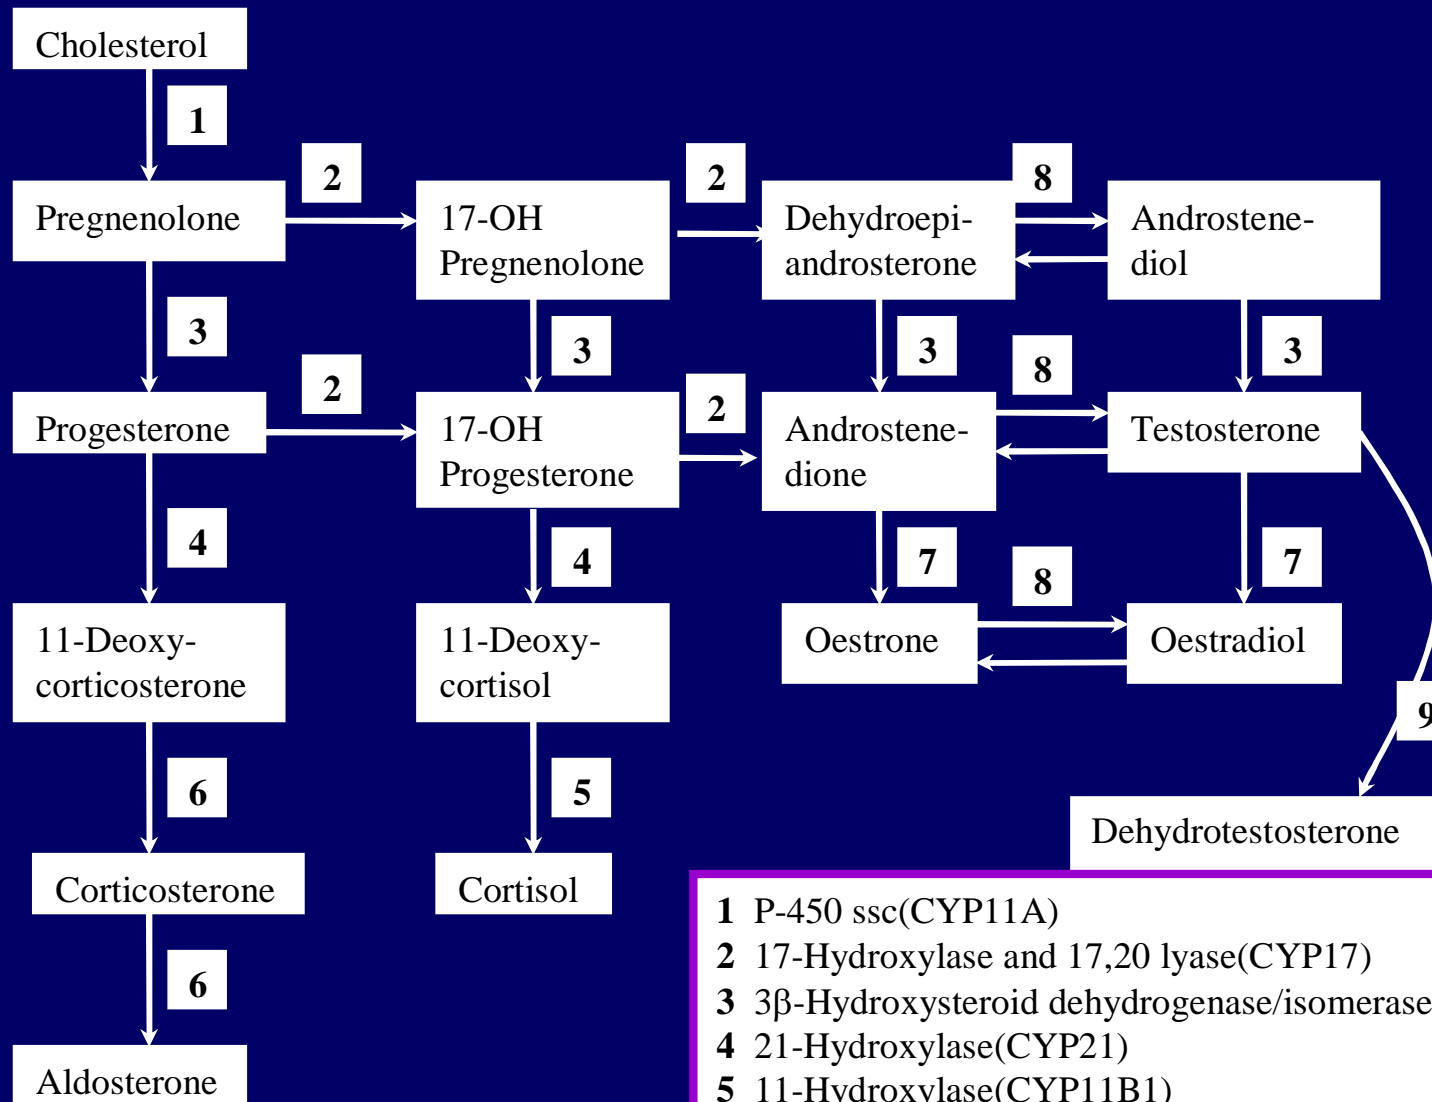 Cholesterol
1
2
2
8
Pregnenolone
17-OH
Pregnenolone
Dehydroepi-
androsterone
Androstene-
diol
3
3
3
3
2
2
8
Progesterone
17-OH
Progesterone
Androstene-
dione
Testosterone
4
4
7
7
8
11-Deoxy-
corticosterone
11-Deoxy-
cortisol
Oestrone
Oestradiol
9
6
5
Dehydrotestosterone
Corticosterone
Cortisol
6
Aldosterone
1 P-450 ssc(CYP11A)
2 17-Hydroxylase and 17,20 lyase(CYP17)
3 3β-Hydroxysteroid dehydrogenase/isomerase
4 21-Hydroxylase(CYP21)
5 11-Hydroxylase(CYP11B1)